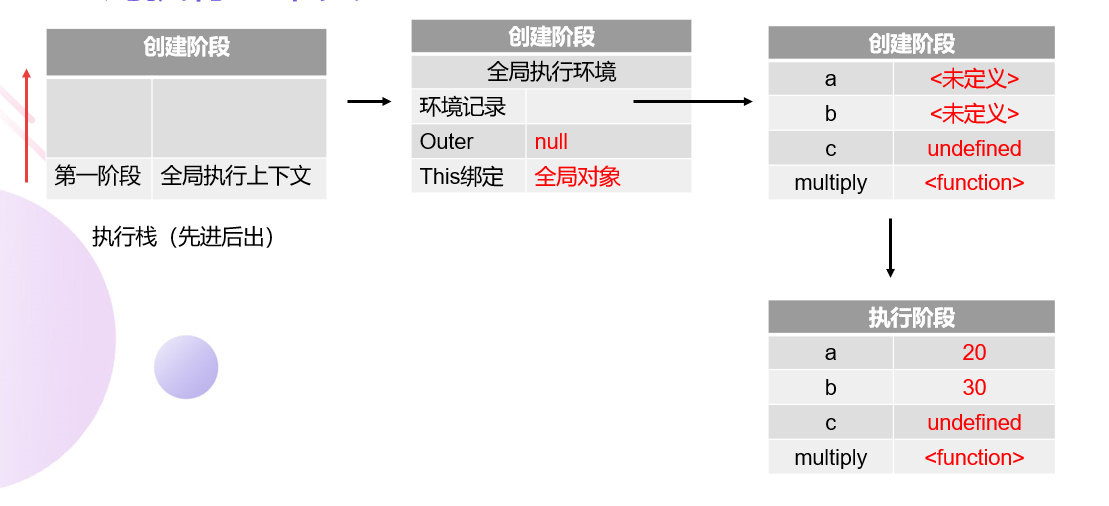 创建阶段
第一阶段 全局执行上下文
执行栈（先进后出）
创建阶段
全局执行环境
环境记录
Outer null
This绑定 全局对象
创建阶段
a <未定义>
b <未定义>
c undefined
multiply <function>
执行阶段
a 20
b 30
c undefined
multiply <function>